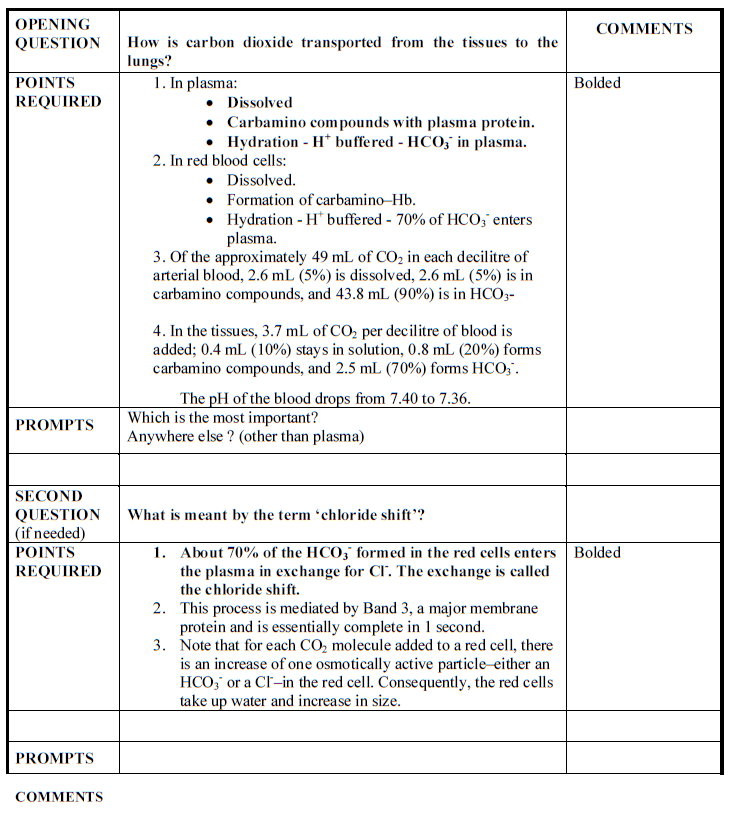 OPENING
QUESTION
How is carbon dioxide transported from the tissues to the
lungs?
COMMENTS
POINTS
REQUIRED
1. In plasma:
• Dissolved
• Carbamino compounds with plasma protein.
• Hydration - H⁺ buffered - HCO₃⁻ in plasma.
2. In red blood cells:
• Dissolved.
• Formation of carbamino–Hb.
• Hydration - H⁺ buffered - 70% of HCO₃⁻ enters
plasma.
3. Of the approximately 49 mL of CO₂ in each decilitre of
arterial blood, 2.6 mL (5%) is dissolved, 2.6 mL (5%) is in
carbamino compounds, and 43.8 mL (90%) is in HCO₃-
4. In the tissues, 3.7 mL of CO₂ per decilitre of blood is
added; 0.4 mL (10%) stays in solution, 0.8 mL (20%) forms
carbamino compounds, and 2.5 mL (70%) forms HCO₃⁻.
The pH of the blood drops from 7.40 to 7.36.
Bolded
PROMPTS
Which is the most important?
Anywhere else ? (other than plasma)
SECOND
QUESTION
(if needed)
What is meant by the term ‘chloride shift’?
POINTS
REQUIRED
1. About 70% of the HCO₃⁻ formed in the red cells enters
the plasma in exchange for Cl⁻. The exchange is called
the chloride shift.
2. This process is mediated by Band 3, a major membrane
protein and is essentially complete in 1 second.
3. Note that for each CO₂ molecule added to a red cell, there
is an increase of one osmotically active particle–either an
HCO₃⁻ or a Cl⁻–in the red cell. Consequently, the red cells
take up water and increase in size.
Bolded
PROMPTS
COMMENTS